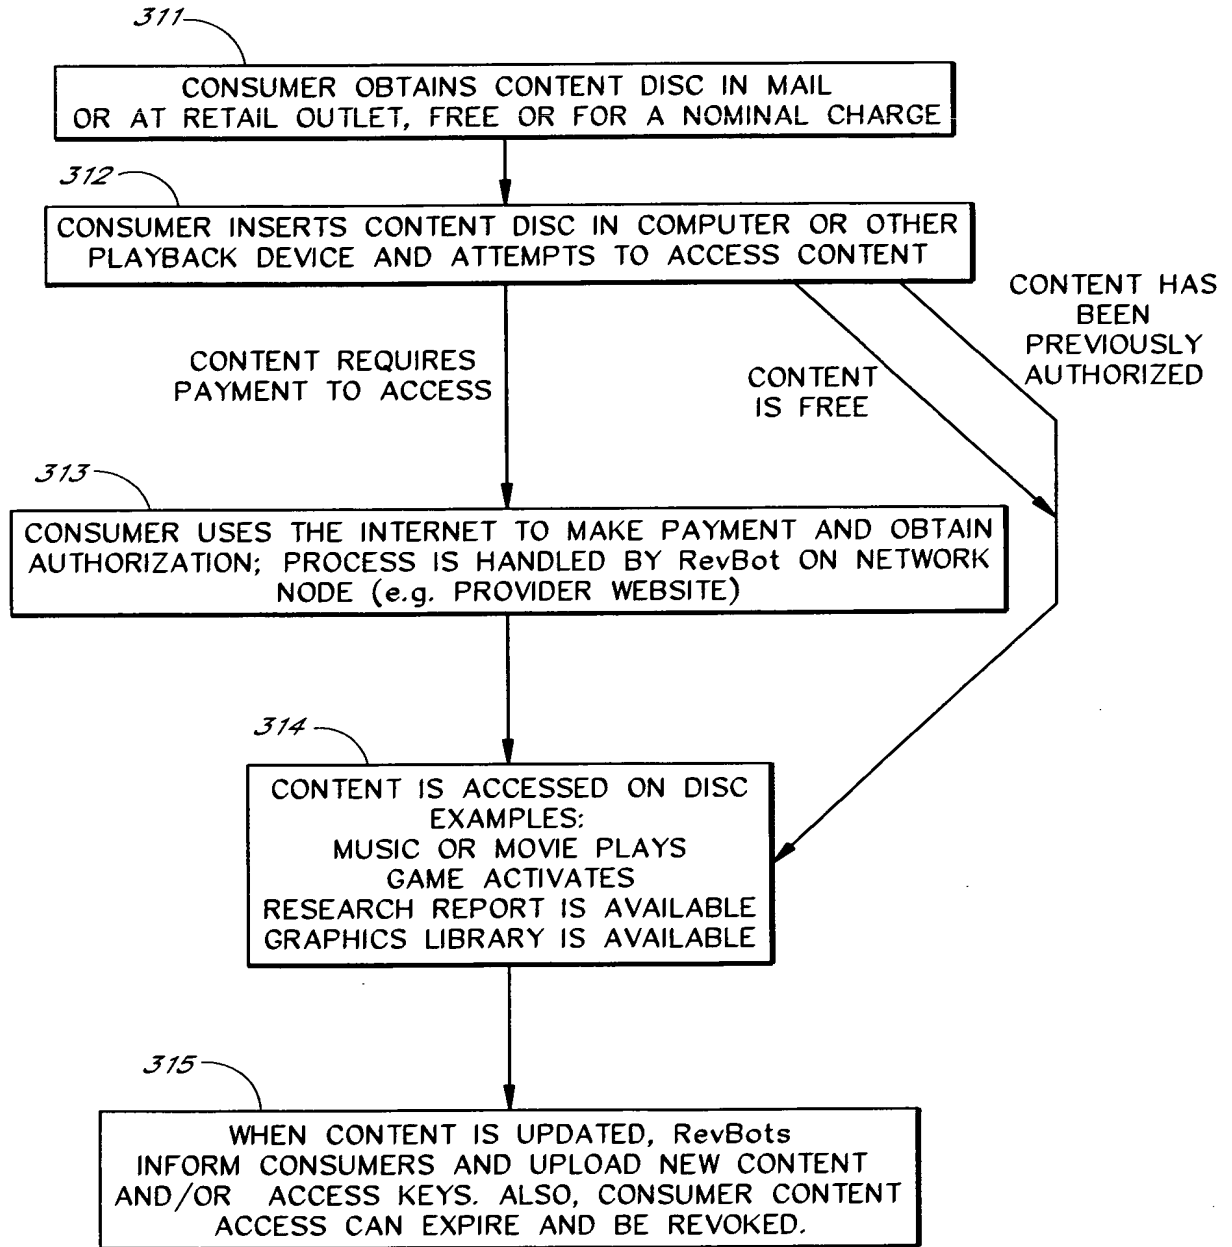 311
CONSUMER OBTAINS CONTENT DISC IN MAIL
OR AT RETAIL OUTLET, FREE OR FOR A NOMINAL CHARGE
312
CONSUMER INSERTS CONTENT DISC IN COMPUTER OR OTHER
PLAYBACK DEVICE AND ATTEMPTS TO ACCESS CONTENT
CONTENT REQUIRES
PAYMENT TO ACCESS
CONTENT
IS FREE
CONTENT HAS
BEEN
PREVIOUSLY
AUTHORIZED
313
CONSUMER USES THE INTERNET TO MAKE PAYMENT AND OBTAIN
AUTHORIZATION; PROCESS IS HANDLED BY RevBot ON NETWORK
NODE (e.g. PROVIDER WEBSITE)
314
CONTENT IS ACCESSED ON DISC
EXAMPLES:
MUSIC OR MOVIE PLAYS
GAME ACTIVATES
RESEARCH REPORT IS AVAILABLE
GRAPHICS LIBRARY IS AVAILABLE
315
WHEN CONTENT IS UPDATED, RevBots
INFORM CONSUMERS AND UPLOAD NEW CONTENT
AND/OR ACCESS KEYS. ALSO, CONSUMER CONTENT
ACCESS CAN EXPIRE AND BE REVOKED.